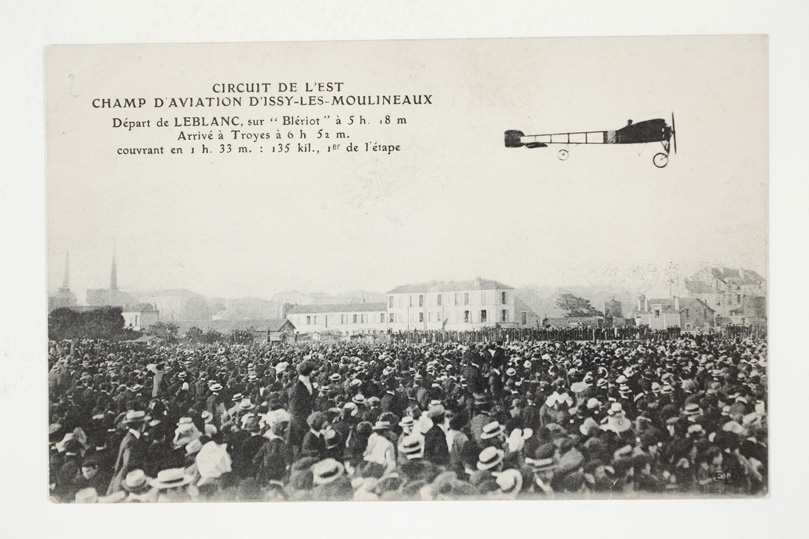 CIRCUIT DE L'EST
CHAMP D'AVIATION D'ISSY-LES-MOULINEAUX
Départ de LEBLANC, sur "Blériot" à 5 h. 18 m
Arrivé à Troyes à 6 h 52 m.
couvrant en 1 h. 33 m. : 135 kil., 1er de l'étape